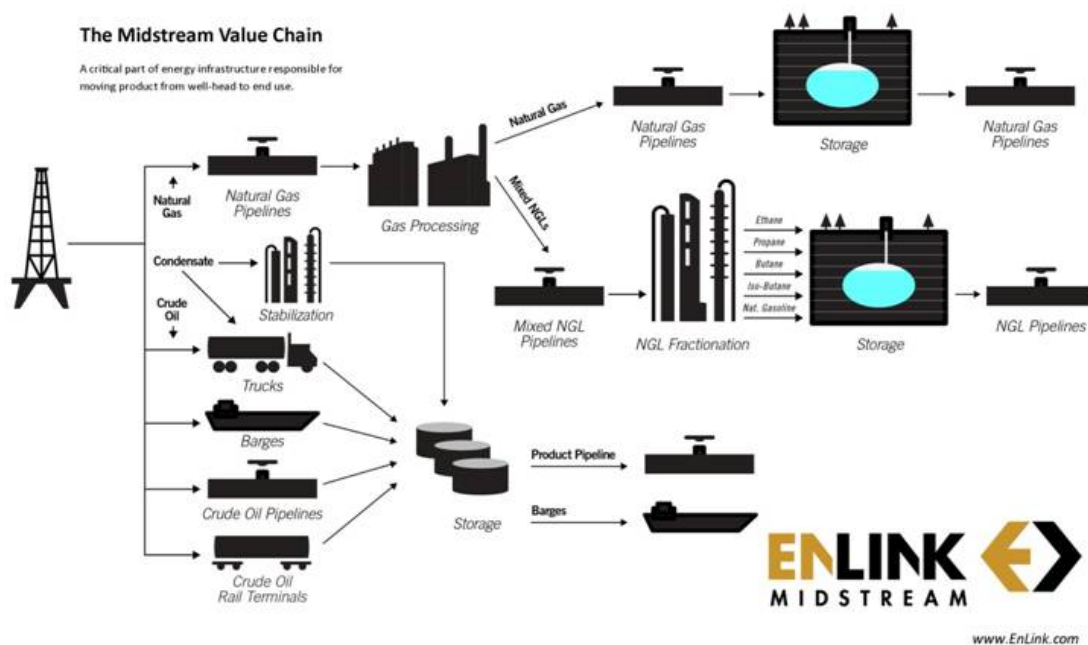 The Midstream Value Chain
A critical part of energy infrastructure responsible for
moving product from well-head to end use.
Natural Gas
Natural Gas
Pipelines
Storage
Natural Gas
Pipelines
Natural
Gas
Natural Gas
Pipelines
Gas Processing
Mixed NGLs
Ethane
Propane
Butane
Iso-Butane
Nat. Gasoline
Condensate
Stabilization
Mixed NGL
Pipelines
NGL Fractionation
Storage
NGL Pipelines
Crude
Oil
Trucks
Barges
Crude Oil Pipelines
Crude Oil
Rail Terminals
Storage
Product Pipeline
Barges
ENLINK
MIDSTREAM
www.EnLink.com